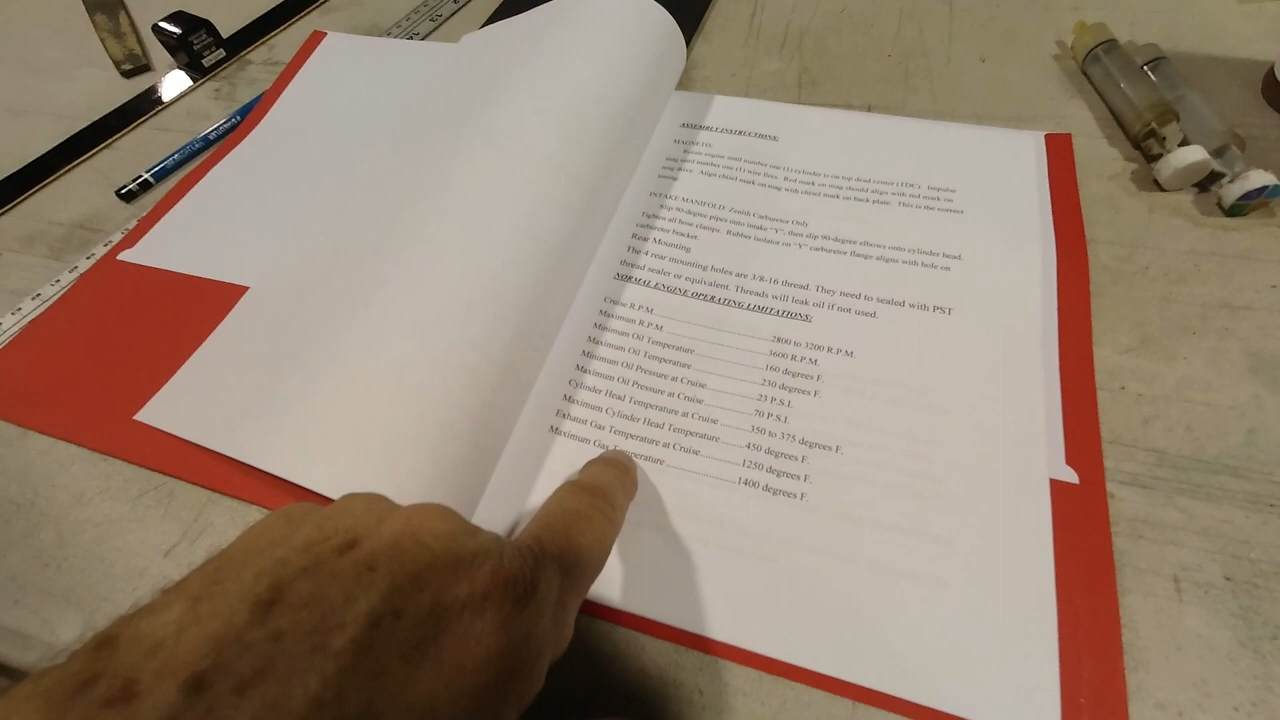 ASSEMBLY INSTRUCTIONS:
MAGNETO:
Rotate engine until number one (1) cylinder is on top dead center (TDC). Impulse
mag until number one (1) wire fires. Red mark on mag should align with red mark on
mag drive. Align chisel mark on mag with chisel mark on back plate. This is the correct
timing.
INTAKE MANIFOLD: Zenith Carburetor Only
Slip 90-degree pipes onto intake "Y", then slip 90-degree elbows onto cylinder head.
Tighten all hose clamps. Rubber isolator on "Y" carburetor flange aligns with hole on
carburetor bracket.
Rear Mounting
The 4 rear mounting holes are 3/8-16 thread. They need to sealed with PST
thread sealer or equivalent. Threads will leak oil if not used.
NORMAL ENGINE OPERATING LIMITATIONS:
Cruise R.P.M. 2800 to 3200 R.P.M.
Maximum R.P.M. 3600 R.P.M.
Minimum Oil Temperature 160 degrees F.
Maximum Oil Temperature 230 degrees F.
Minimum Oil Pressure at Cruise 23 P.S.I.
Maximum Oil Pressure at Cruise 70 P.S.I.
Cylinder Head Temperature at Cruise 350 to 375 degrees F.
Maximum Cylinder Head Temperature 450 degrees F.
Exhaust Gas Temperature at Cruise 1250 degrees F.
Maximum Gas Temperature 1400 degrees F.